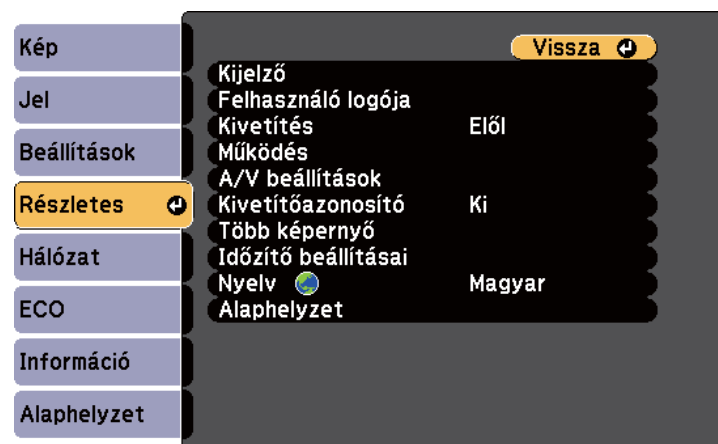 Kép
Jel
Beállítások
Részletes
Hálózat
ECO
Információ
Alaphelyzet
Vissza
Kijelző
Felhasználó logója
Kivetítés Elől
Működés
A/V beállítások
Kivetítőazonosító Ki
Több képernyő
Időzítő beállításai
Nyelv Magyar
Alaphelyzet